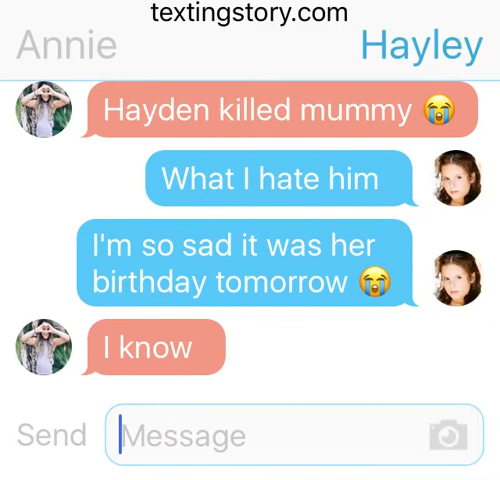 textingstory.com
Annie
Hayley
Hayden killed mummy 😭
What I hate him
I'm so sad it was her
birthday tomorrow 😭
I know
Send
Message